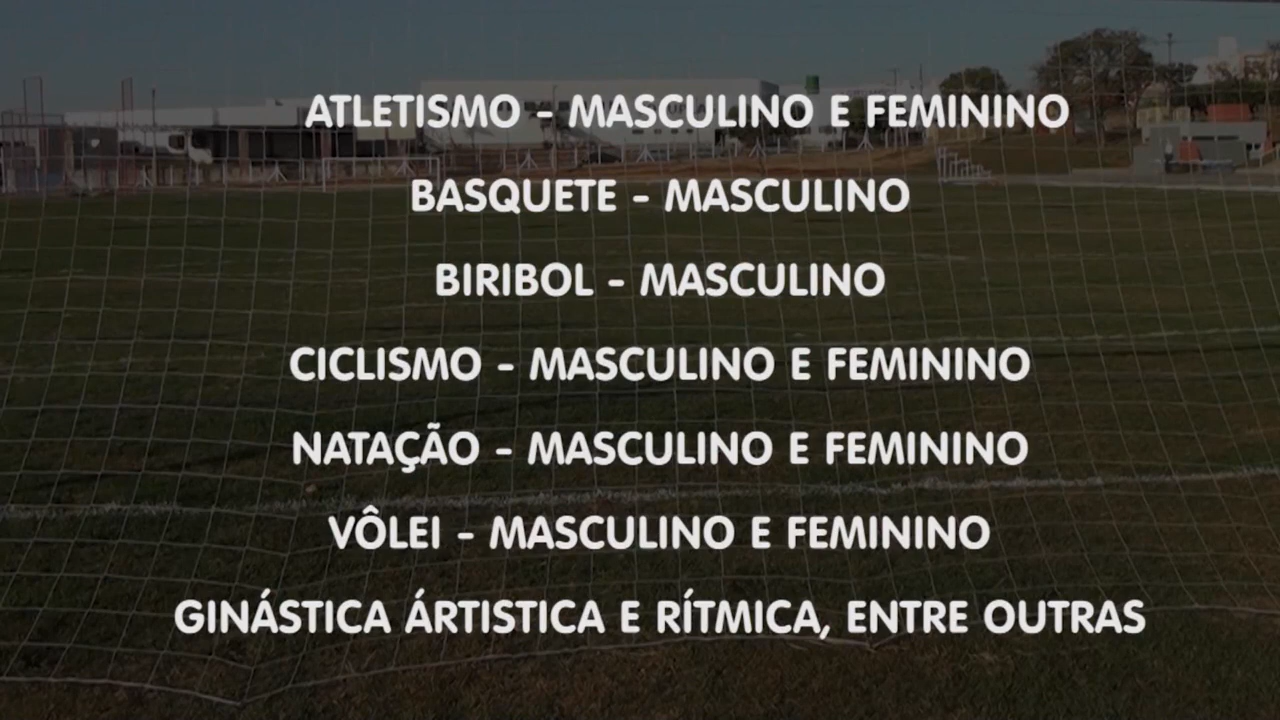 ATLETISMO - MASCULINO E FEMININO
BASQUETE - MASCULINO
BIRIBOL - MASCULINO
CICLISMO - MASCULINO E FEMININO
NATAÇÃO - MASCULINO E FEMININO
VÔLEI - MASCULINO E FEMININO
GINÁSTICA ÁRTISTICA E RÍTMICA, ENTRE OUTRAS